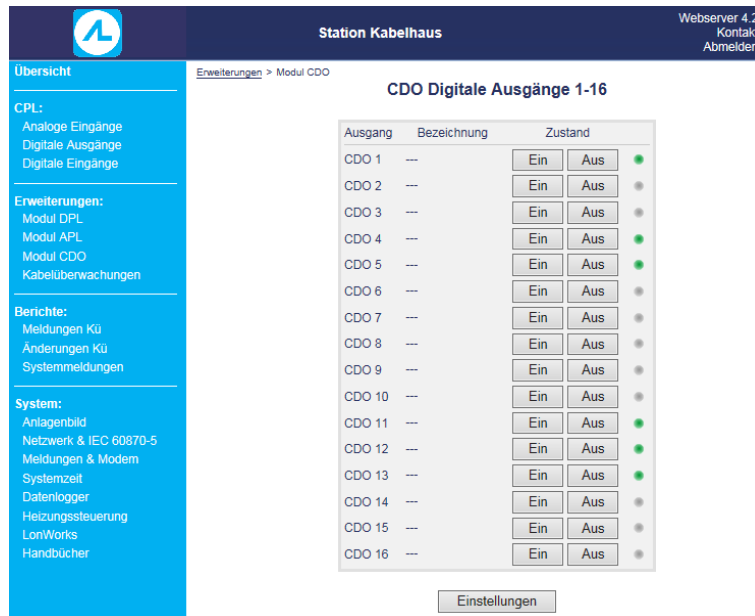 Station Kabelhaus
Webserver 4.2
Kontak
Abmelden
Übersicht
CPL:
Analoge Eingänge
Digitale Ausgänge
Digitale Eingänge
Erweiterungen:
Modul DPL
Modul APL
Modul CDO
Kabelüberwachungen
Berichte:
Meldungen Kü
Änderungen Kü
Systemmeldungen
System:
Anlagenbild
Netzwerk & IEC 60870-5
Meldungen & Modem
Systemzeit
Datenlogger
Heizungssteuerung
LonWorks
Handbücher
Erweiterungen > Modul CDO
CDO Digitale Ausgänge 1-16
Ausgang Bezeichnung Zustand
CDO 1 --- Ein Aus
CDO 2 --- Ein Aus
CDO 3 --- Ein Aus
CDO 4 --- Ein Aus
CDO 5 --- Ein Aus
CDO 6 --- Ein Aus
CDO 7 --- Ein Aus
CDO 8 --- Ein Aus
CDO 9 --- Ein Aus
CDO 10 --- Ein Aus
CDO 11 --- Ein Aus
CDO 12 --- Ein Aus
CDO 13 --- Ein Aus
CDO 14 --- Ein Aus
CDO 15 --- Ein Aus
CDO 16 --- Ein Aus
Einstellungen